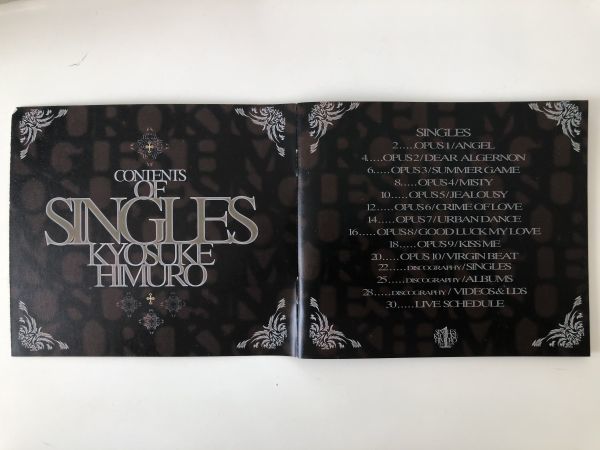 CONTENTS
OF
SINGLES
KYOSUKE
HIMURO
SINGLES
2.....OPUS 1/ANGEL
4.....OPUS 2/DEAR ALGERNON
6.....OPUS 3/SUMMER GAME
8.....OPUS 4/MISTY
10.....OPUS 5/JEALOUSY
12.....OPUS 6/CRIME OF LOVE
14.....OPUS 7/URBAN DANCE
16.....OPUS 8/GOOD LUCK MY LOVE
18.....OPUS 9/KISS ME
20.....OPUS 10/VIRGIN BEAT
22.....DISCOGRAPHY/SINGLES
25.....DISCOGRAPHY/ALBUMS
28.....DISCOGRAPHY/VIDEOS&LDS
30.....LIVE SCHEDULE